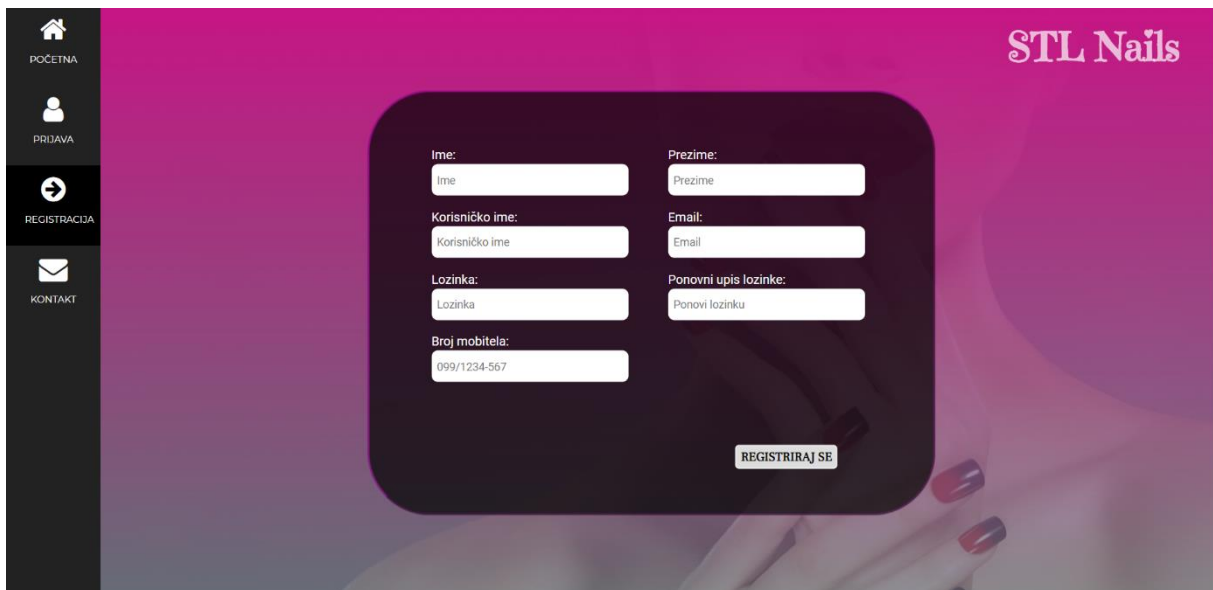 POČETNA
PRIJAVA
REGISTRACIJA
KONTAKT
STL Nails
Ime:
Ime
Prezime:
Prezime
Korisničko ime:
Korisničko ime
Email:
Email
Lozinka:
Lozinka
Ponovni upis lozinke:
Ponovi lozinku
Broj mobitela:
099/1234-567
REGISTRIRAJ SE